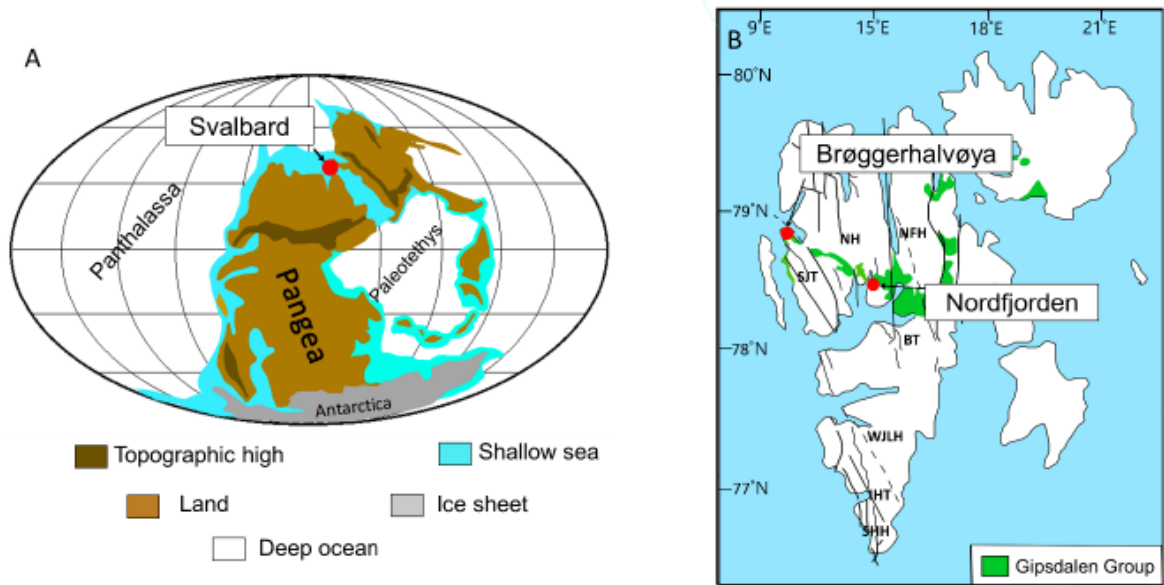 A
Svalbard
Panthalassa
Paleotethys
Pangea
Antarctica
Topographic high
Shallow sea
Land
Ice sheet
Deep ocean
9°E
15°E
18°E
21°E
B
80°N
Brøggerhalvøya
79°N
NH
NFH
SJT
Nordfjorden
78°N
BT
WJLH
77°N
IHT
SHH
Gipsdalen Group